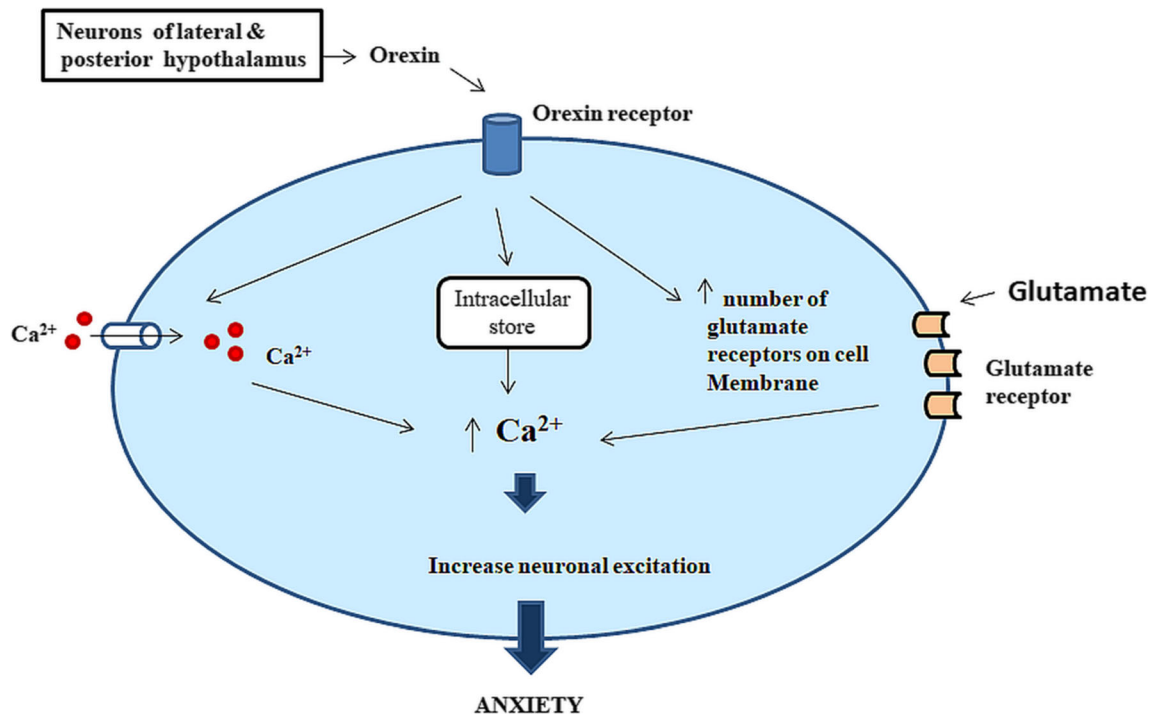 Neurons of lateral &
posterior hypothalamus
Orexin
Orexin receptor
Intracellular
store
↑ number of
glutamate
receptors on cell
Membrane
Glutamate
Glutamate
receptor
Ca²⁺
Ca²⁺
↑ Ca²⁺
Increase neuronal excitation
ANXIETY